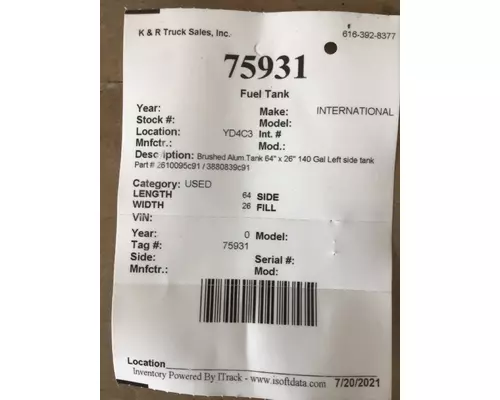 K & R Truck Sales, Inc. 616-392-8377
75931
Fuel Tank
Year: Make: INTERNATIONAL
Stock #: Model:
Location: YD4C3 Int. #
Mnfctr.: Mod.:
Description: Brushed Alum.Tank 64" x 26" 140 Gal Left side tank
Part # 2610095c91 / 3880839c91
Category: USED
LENGTH 64 SIDE
WIDTH 26 FILL
VIN:
Year: 0 Model:
Tag #: 75931
Side: Serial #:
Mnfctr.: Mod:
Location
Inventory Powered By ITrack - www.isoftdata.com 7/20/2021